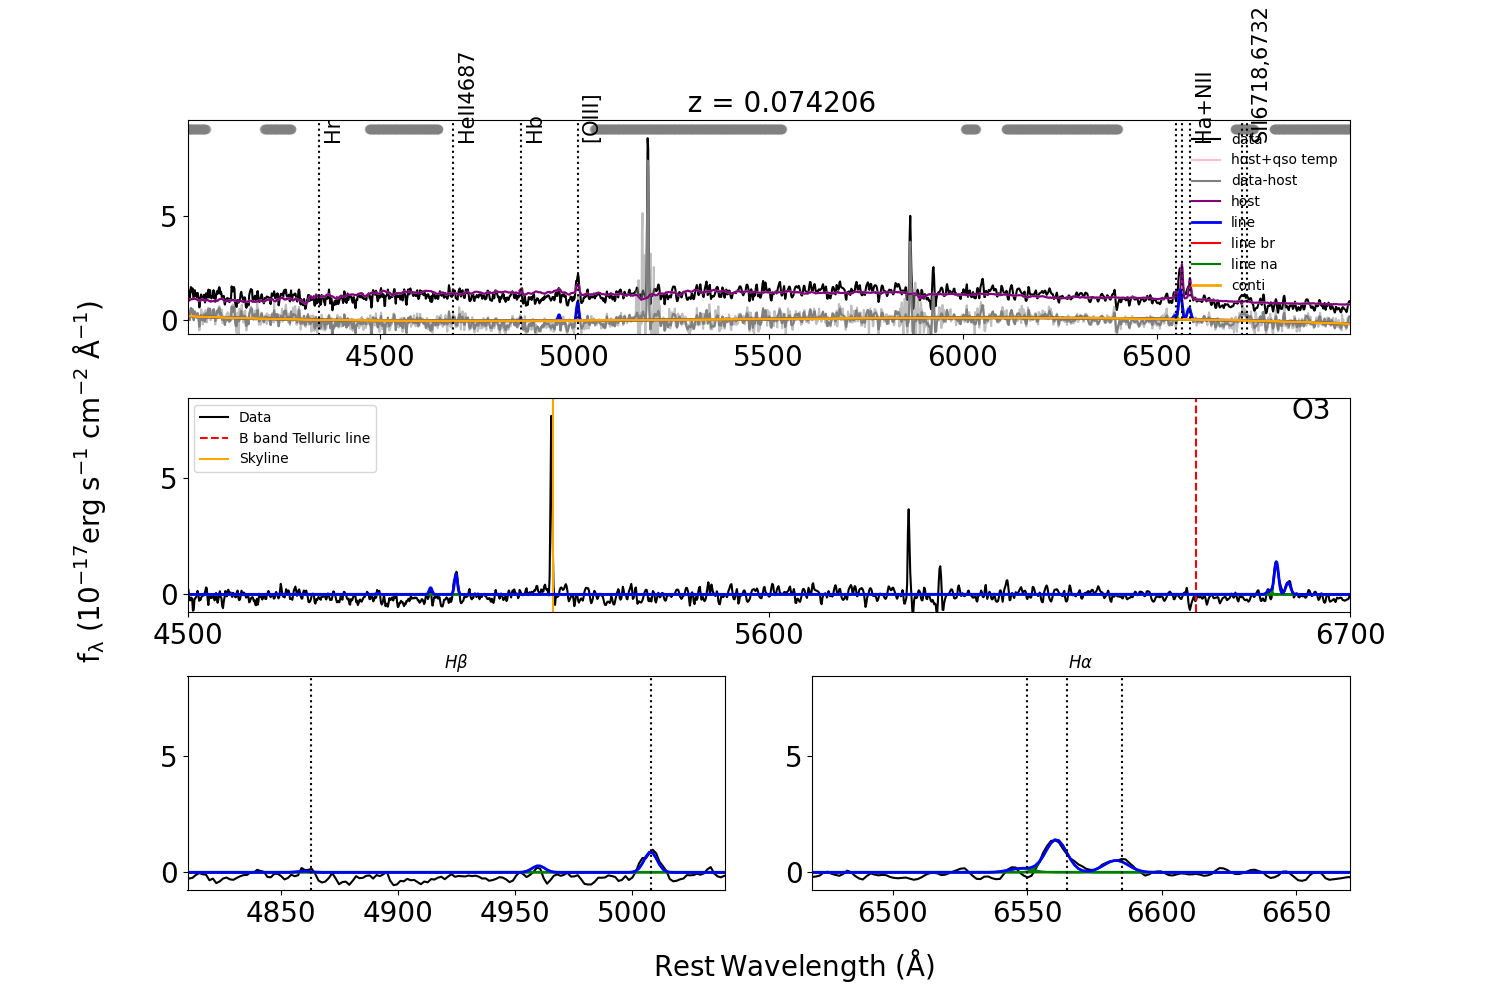 z = 0.074206
Hr
HeII4687
Hb
[OIII]
Ha+NII
SII6718,6732
data
host+qso temp
data-host
host
line
line br
line na
conti
5
0
4500 5000 5500 6000 6500
O3
Data
B band Telluric line
Skyline
5
0
4500 5600 6700
fλ (10⁻¹⁷erg s⁻¹ cm⁻² Å⁻¹)
Hβ
5
0
4850 4900 4950 5000
Hα
5
0
6500 6550 6600 6650
Rest Wavelength (Å)